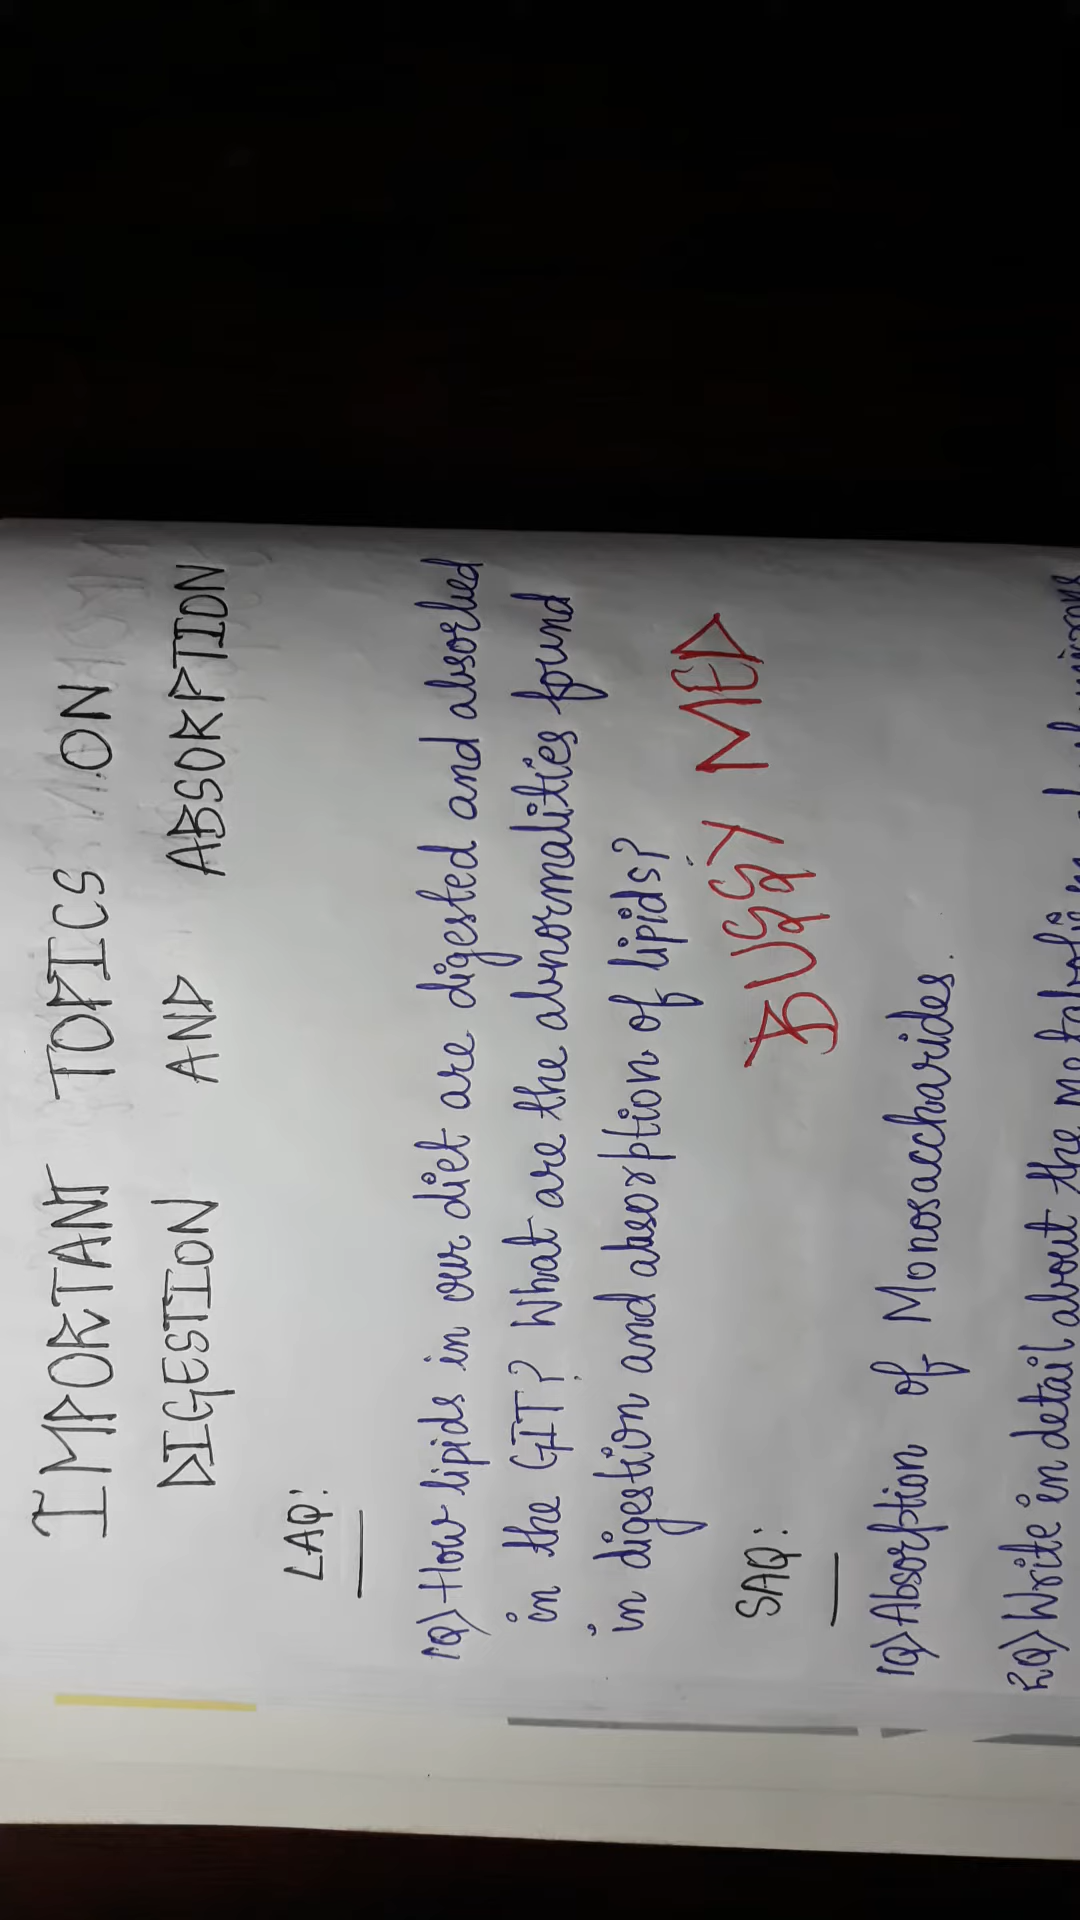 IMPORTANT TOPICS ON
DIGESTION AND ABSORPTION
LAQ:
1Q> How lipids in our diet are digested and absorbed
in the GIT? What are the abnormalities found
in digestion and absorption of lipids?
BUGGY MED
SAQ:
1Q> Absorption of Monosaccharides.
2Q> Write in detail about the